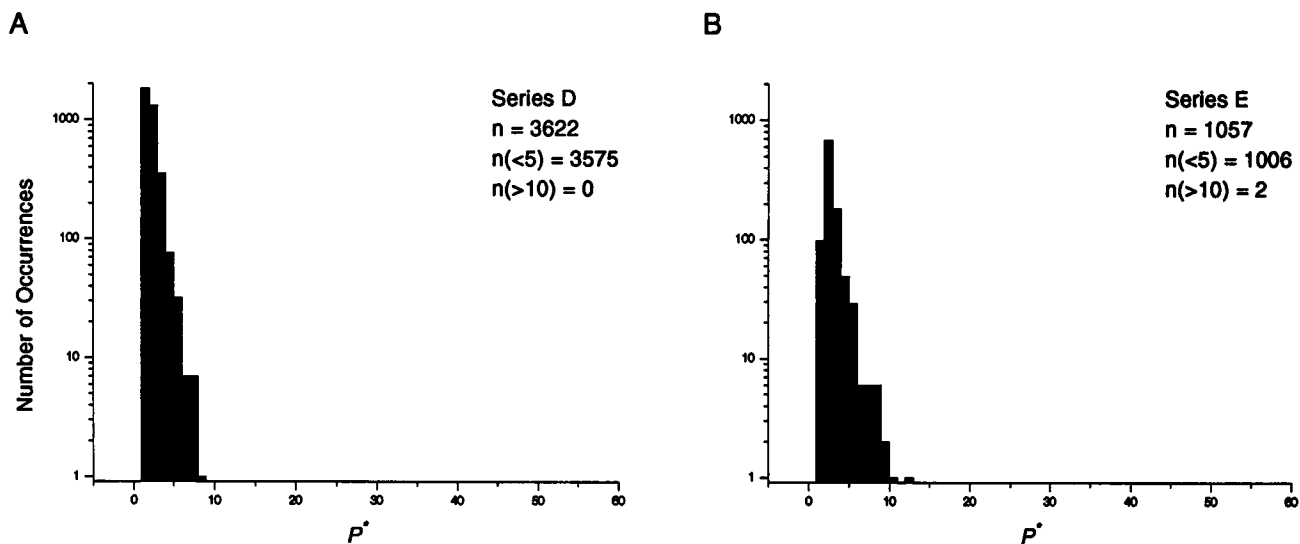 A
B
Series D
n = 3622
n(<5) = 3575
n(>10) = 0
Number of Occurrences
1000
100
10
1
0
10
20
30
40
50
60
P*
Series E
n = 1057
n(<5) = 1006
n(>10) = 2
1000
100
10
1
0
10
20
30
40
50
60
P*